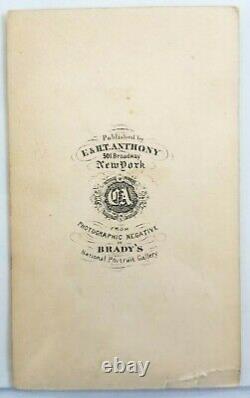 Published by
E. & H.T. ANTHONY
501 Broadway
New York
EA
FROM
PHOTOGRAPHIC NEGATIVE
IN
BRADY'S
National Portrait Gallery